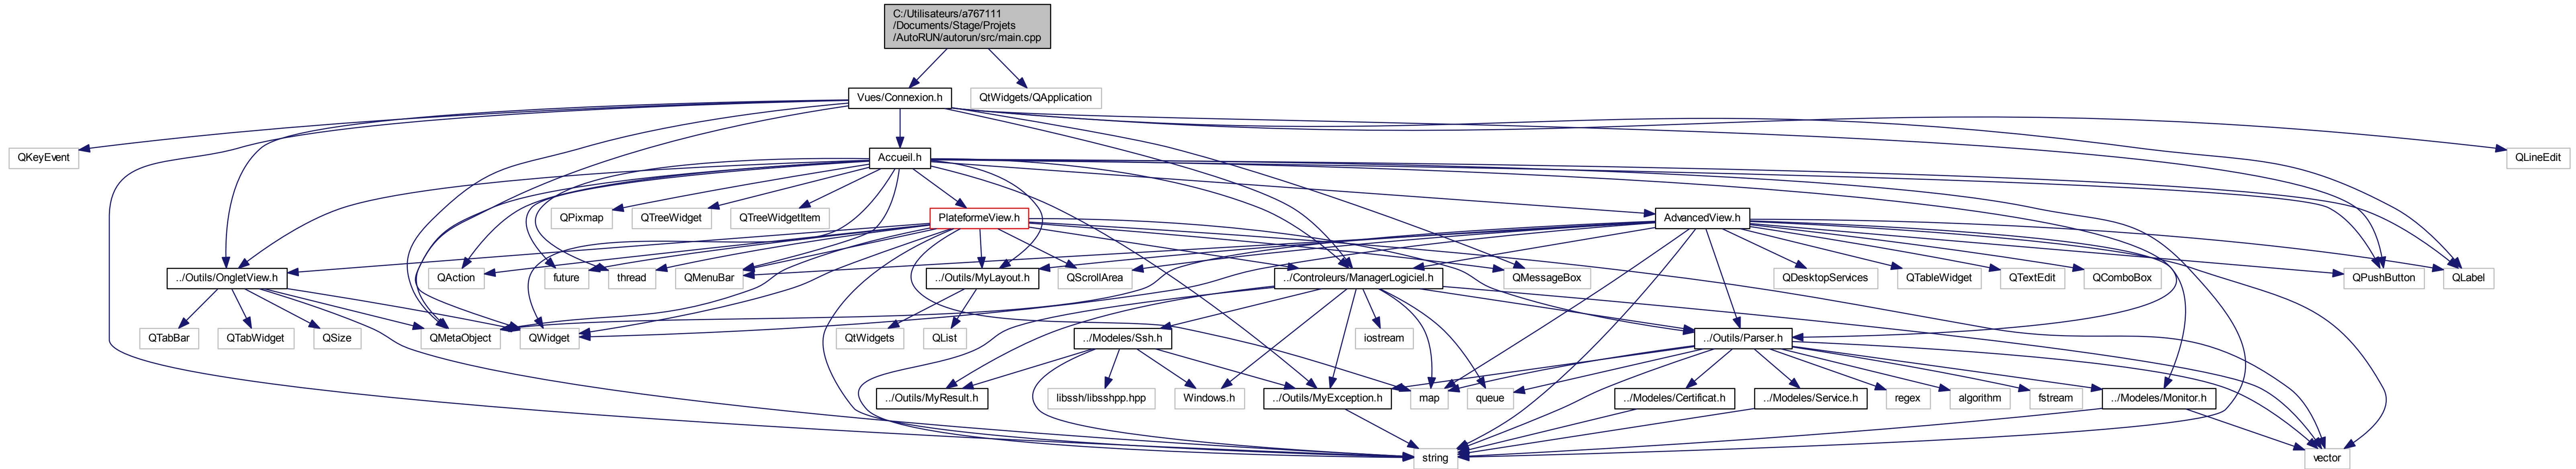 C:/Utilisateurs/a767111
/Documents/Stage/Projets
/AutoRUN/autorun/src/main.cpp
Vues/Connexion.h
QtWidgets/QApplication
QKeyEvent
Accueil.h
QLineEdit
QPixmap
QTreeWidget
QTreeWidgetItem
PlateformeView.h
AdvancedView.h
../Outils/OngletView.h
QAction
future
thread
QMenuBar
../Outils/MyLayout.h
QScrollArea
../Controleurs/ManagerLogiciel.h
QMessageBox
QDesktopServices
QTableWidget
QTextEdit
QComboBox
QPushButton
QLabel
QTabBar
QTabWidget
QSize
QMetaObject
QWidget
QtWidgets
QList
../Modeles/Ssh.h
iostream
../Outils/Parser.h
../Outils/MyResult.h
libssh/libsshpp.hpp
Windows.h
../Outils/MyException.h
map
queue
../Modeles/Certificat.h
../Modeles/Service.h
regex
algorithm
fstream
../Modeles/Monitor.h
string
vector